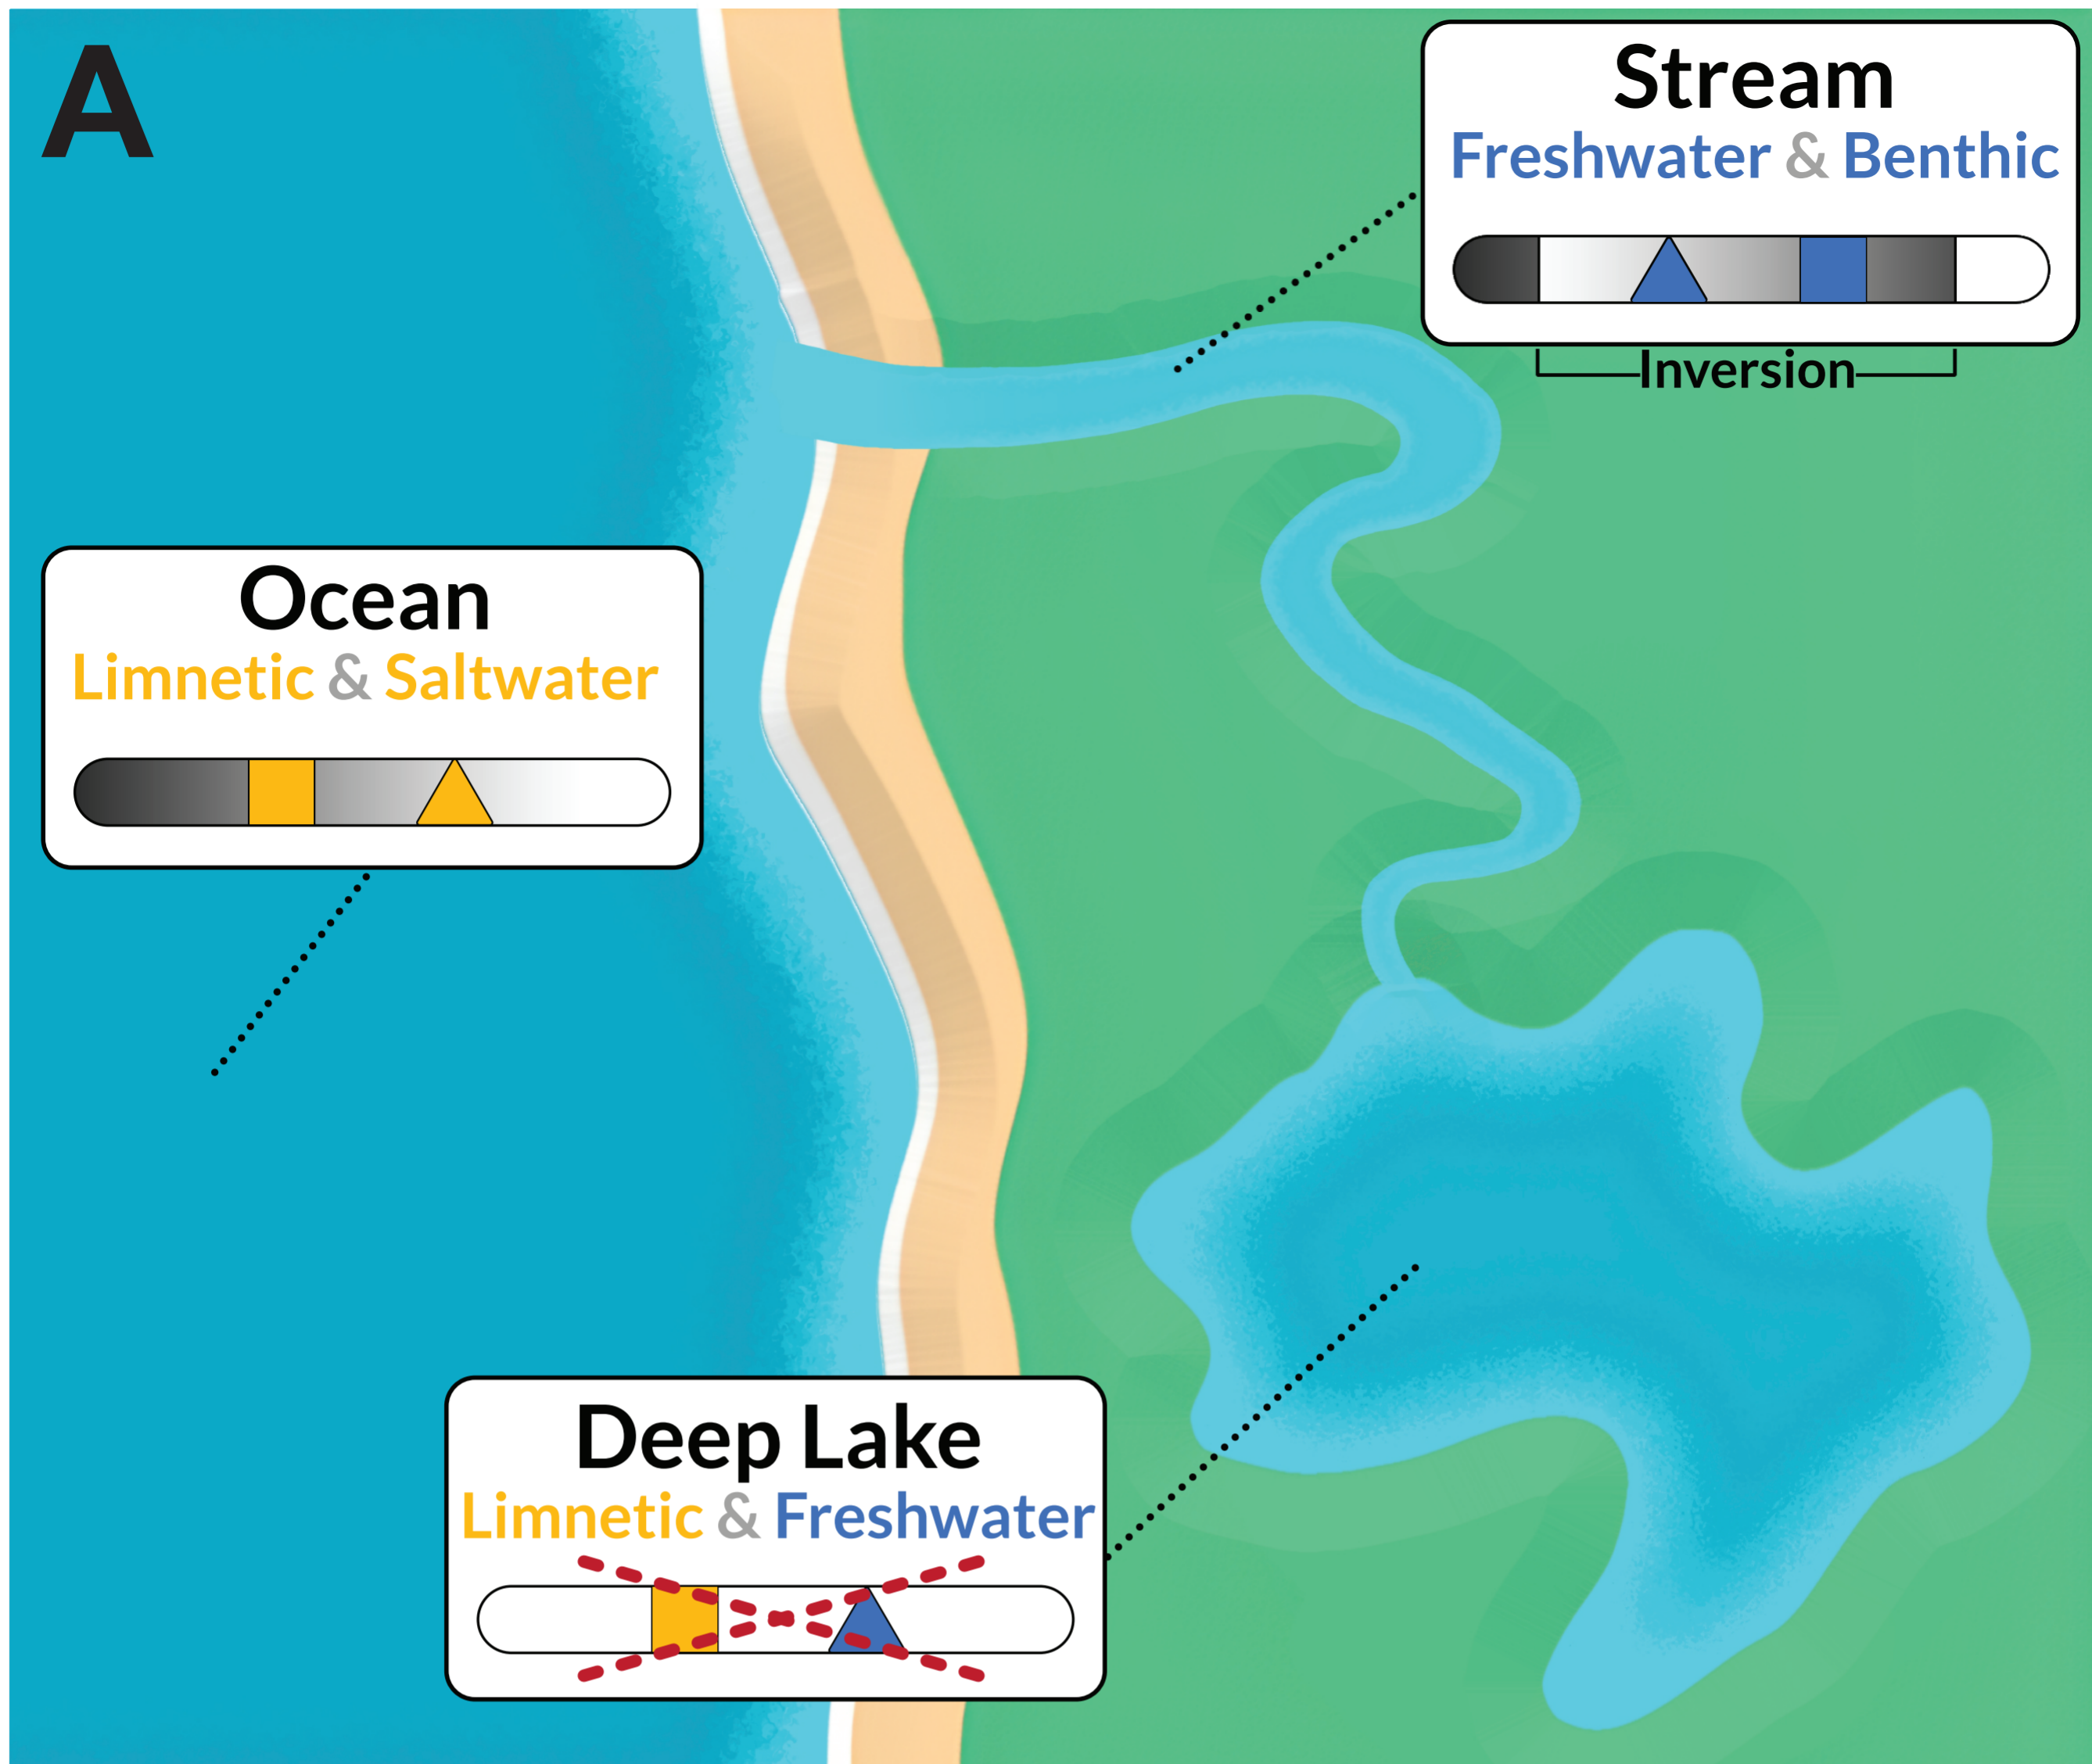 A
Stream
Freshwater & Benthic
Inversion
Ocean
Limnetic & Saltwater
Deep Lake
Limnetic & Freshwater